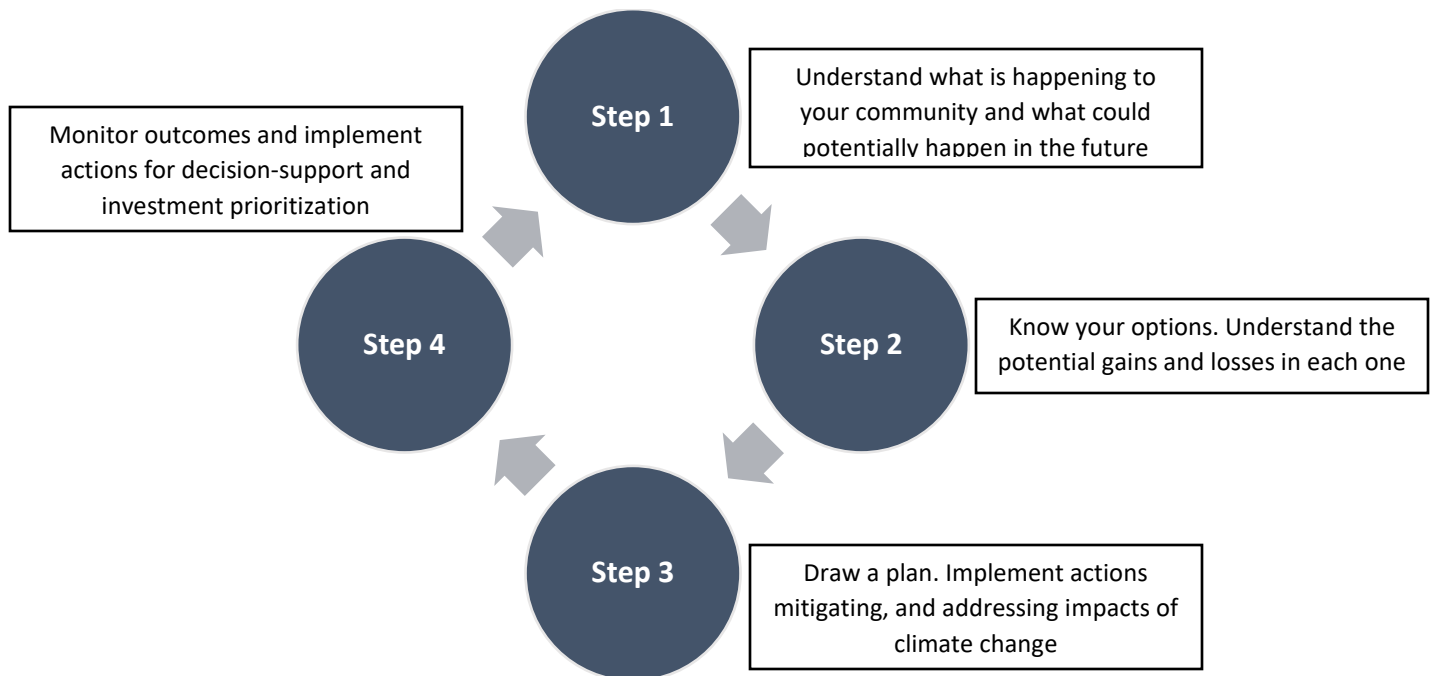 Step 1
Understand what is happening to
your community and what could
potentially happen in the future
Step 2
Know your options. Understand the
potential gains and losses in each one
Step 3
Draw a plan. Implement actions
mitigating, and addressing impacts of
climate change
Step 4
Monitor outcomes and implement
actions for decision-support and
investment prioritization